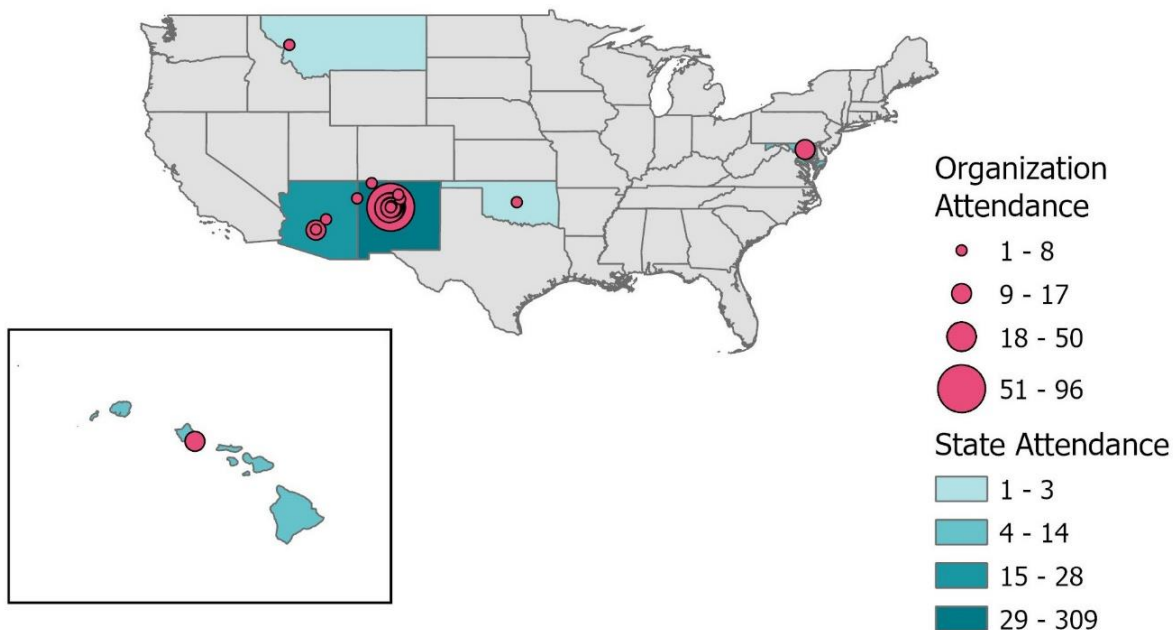 Organization
Attendance
1 - 8
9 - 17
18 - 50
51 - 96
State Attendance
1 - 3
4 - 14
15 - 28
29 - 309